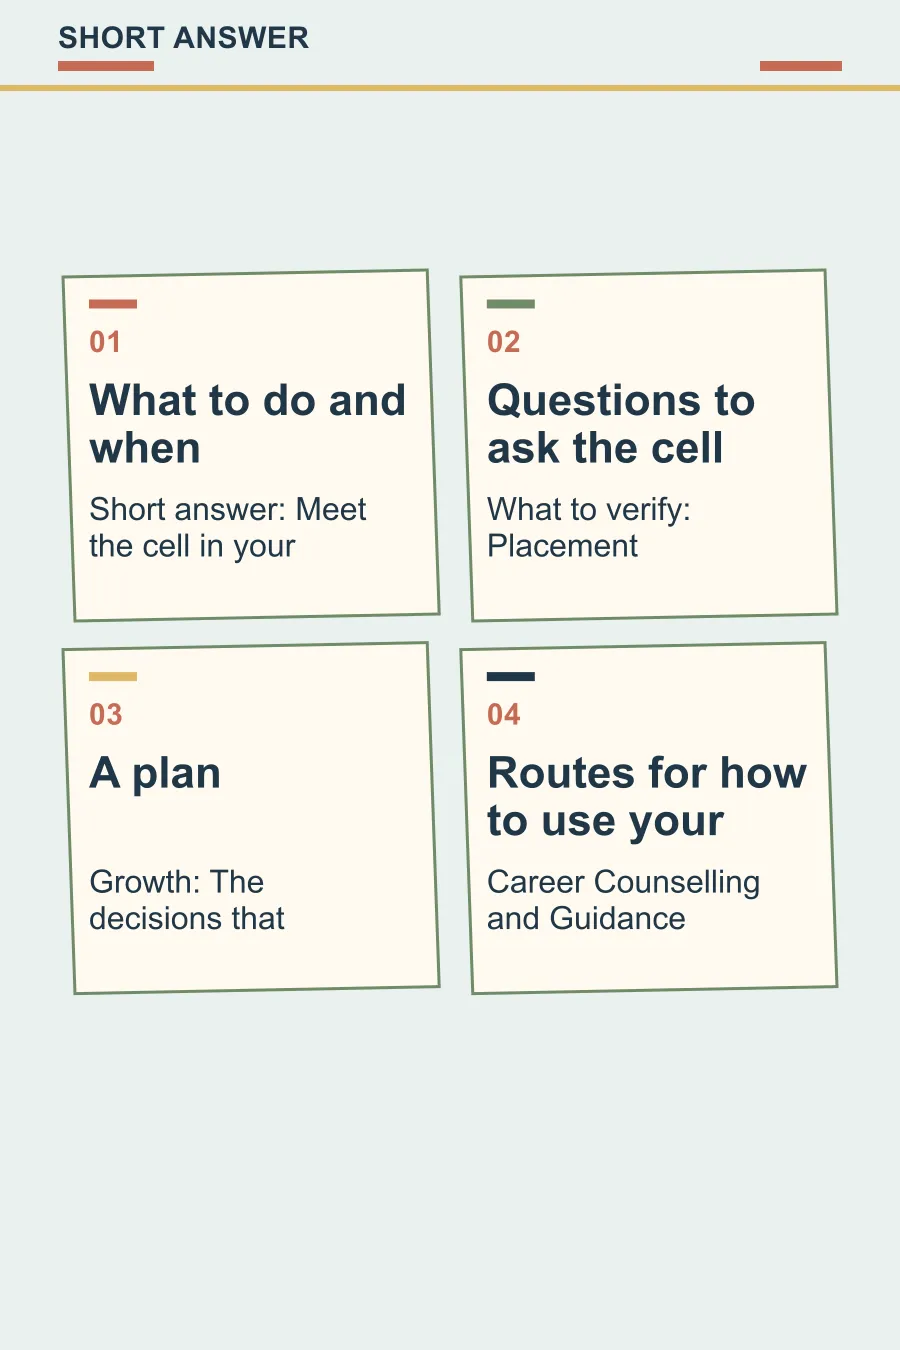 SHORT ANSWER
01
What to do and
when
Short answer: Meet
the cell in your
02
Questions to
ask the cell
What to verify:
Placement
03
A plan
Growth: The
decisions that
04
Routes for how
to use your
Career Counselling
and Guidance